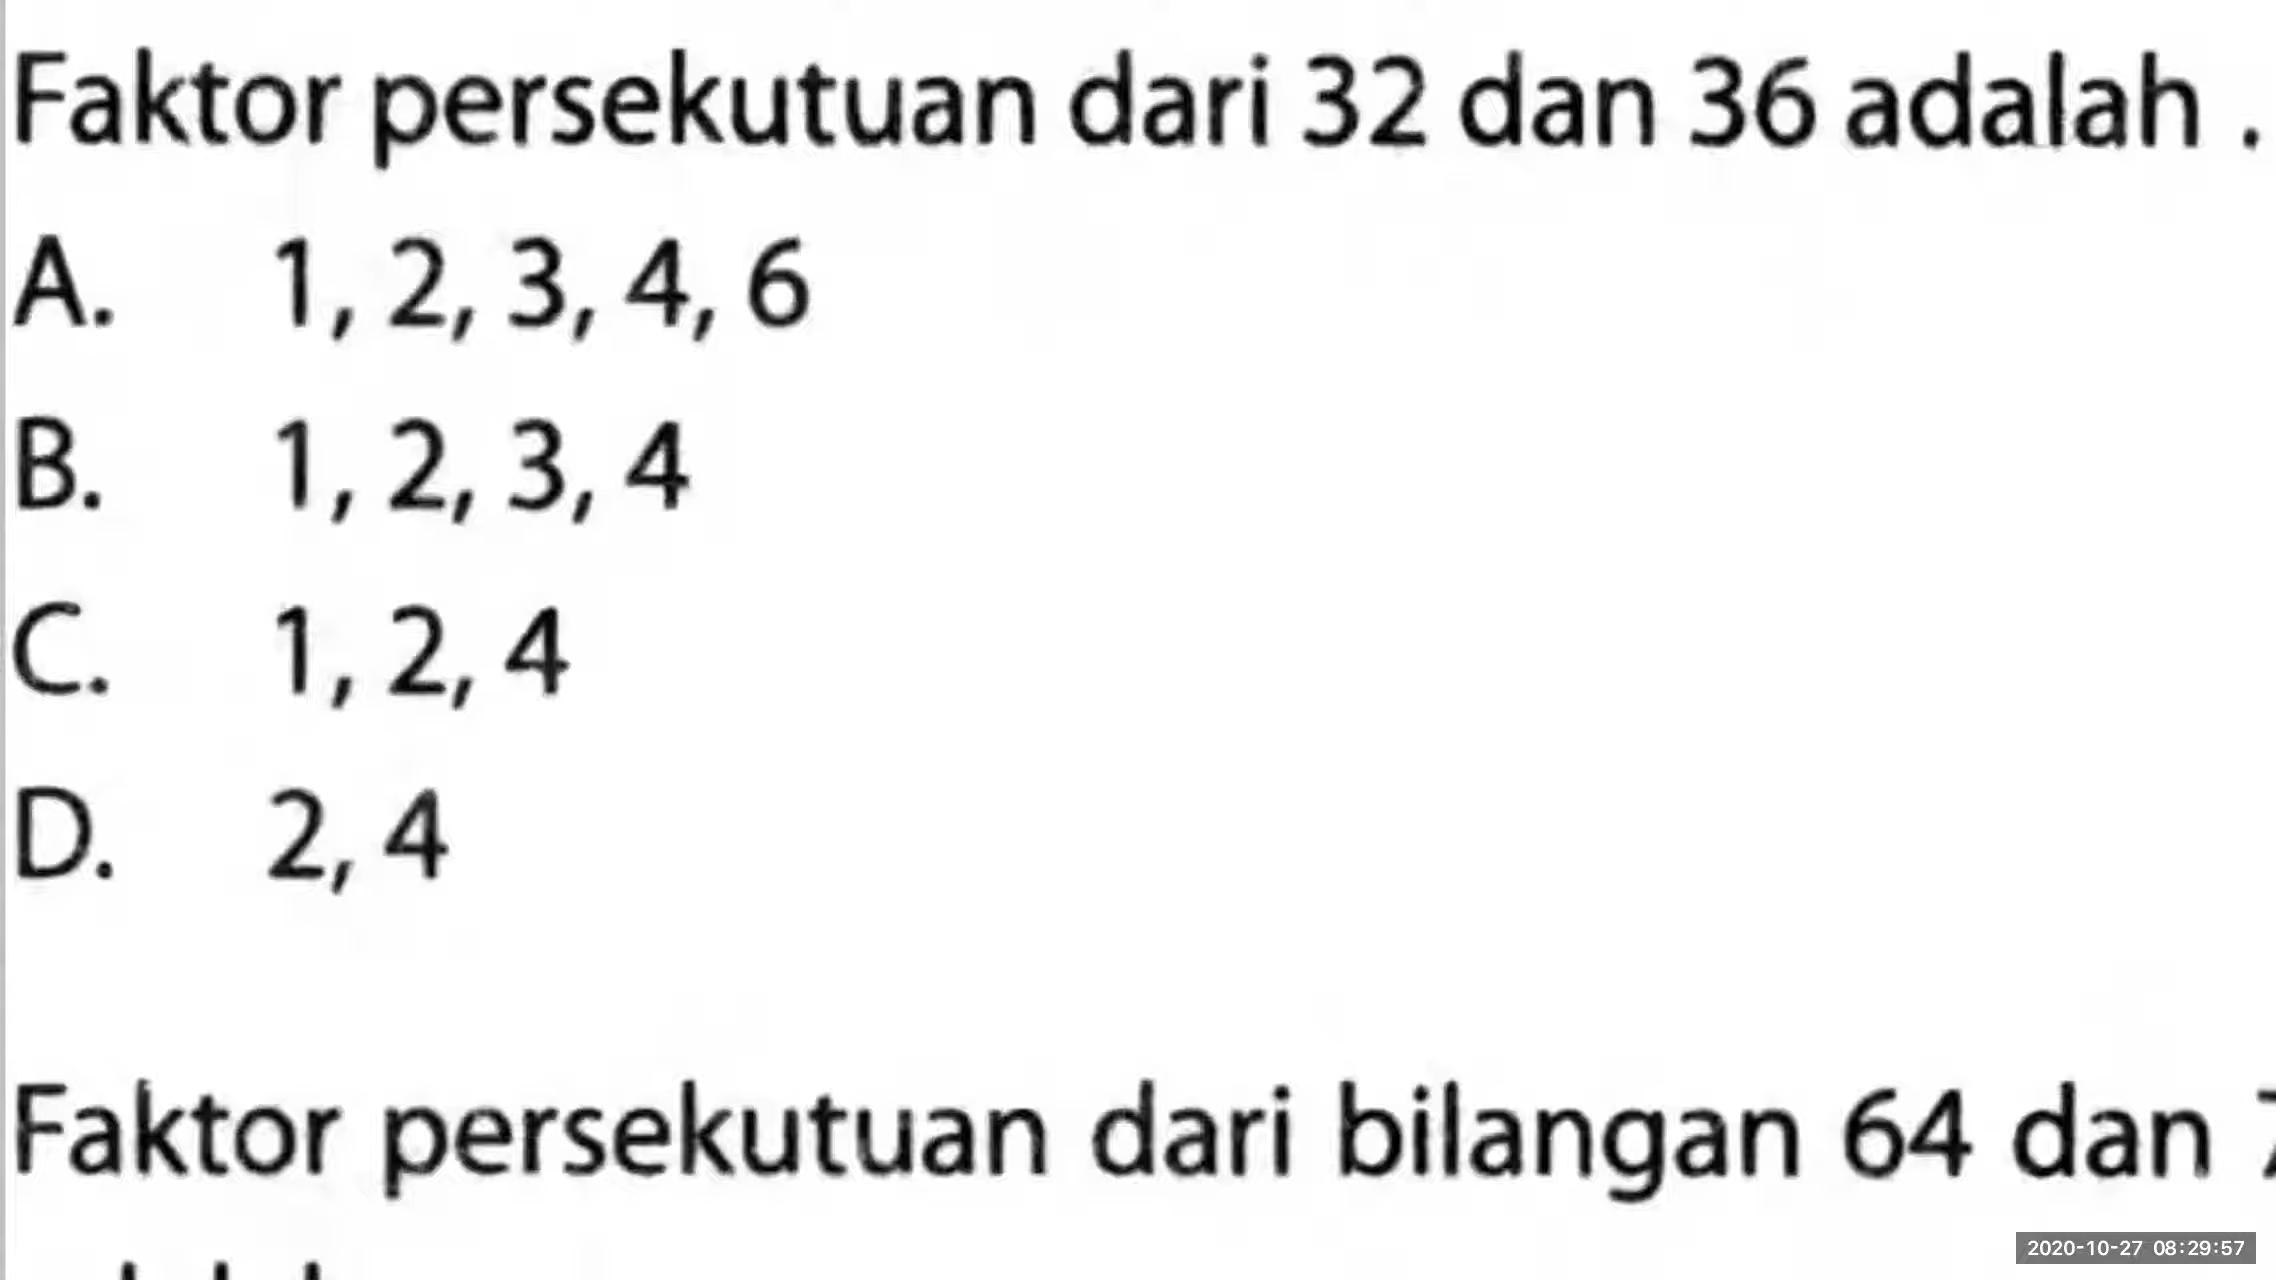 Faktor persekutuan dari 32 dan 36 adalah .
A. 1, 2, 3, 4, 6
B. 1, 2, 3, 4
C. 1, 2, 4
D. 2, 4
Faktor persekutuan dari bilangan 64 dan
2020-10-27 08:29:57